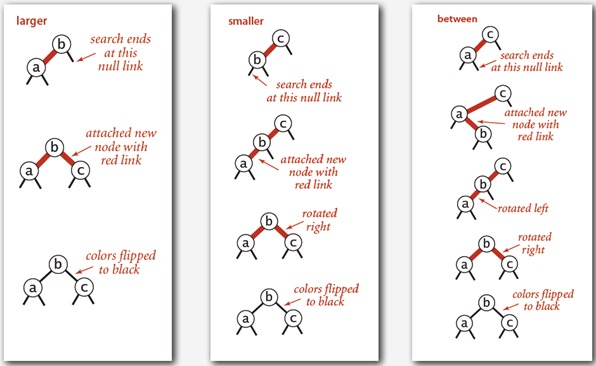 larger
b
a
search ends
at this
null link
b
a
c
attached new
node with
red link
b
a
c
colors flipped
to black
smaller
c
b
search ends
at this null link
c
b
a
attached new
node with
red link
b
a
c
rotated
right
b
a
c
colors flipped
to black
between
c
a
search ends
at this null link
c
a
b
attached new
node with
red link
c
b
a
rotated left
b
a
c
rotated
right
b
a
c
colors flipped
to black